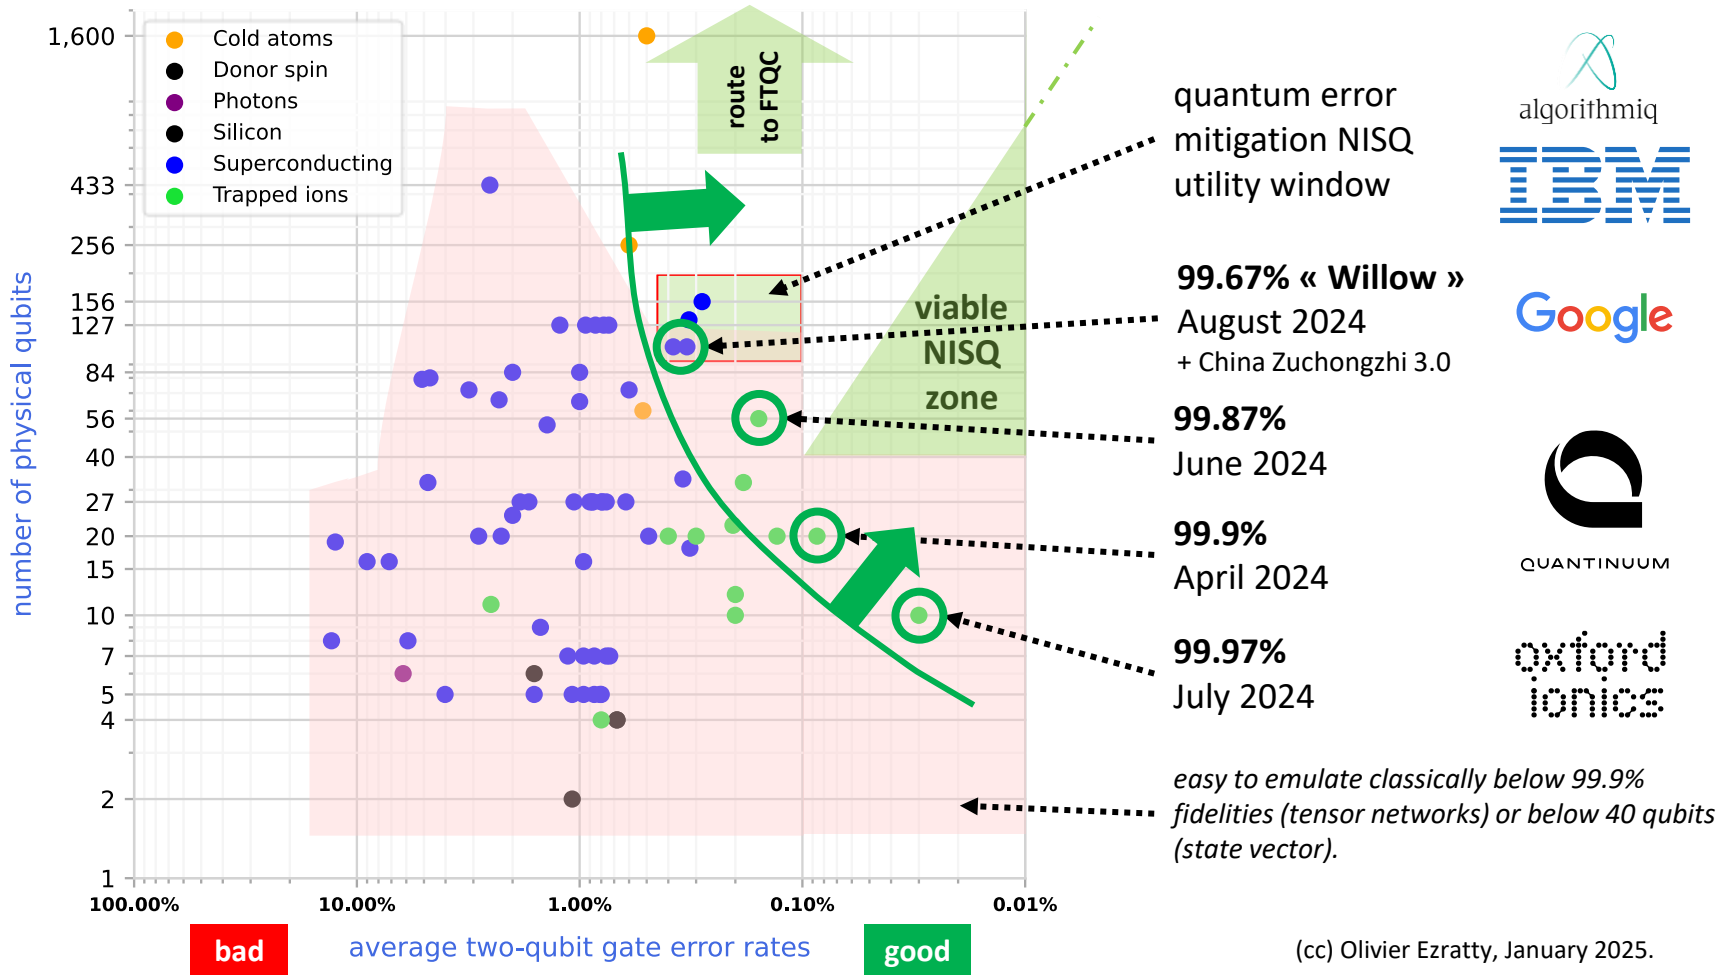 1,600
433
256
156
127
84
56
40
27
20
15
10
7
5
4
2
1
number of physical qubits
Cold atoms
Donor spin
Photons
Silicon
Superconducting
Trapped ions
route
to FTQC
viable
NISQ
zone
100.00%
10.00%
1.00%
0.10%
0.01%
bad
average two-qubit gate error rates
good
quantum error
mitigation NISQ
utility window
99.67% « Willow »
August 2024
+ China Zuchongzhi 3.0
99.87%
June 2024
99.9%
April 2024
99.97%
July 2024
easy to emulate classically below 99.9%
fidelities (tensor networks) or below 40 qubits
(state vector).
algorithmiq
IBM
Google
QUANTINUUM
oxford
ionics
(cc) Olivier Ezratty, January 2025.